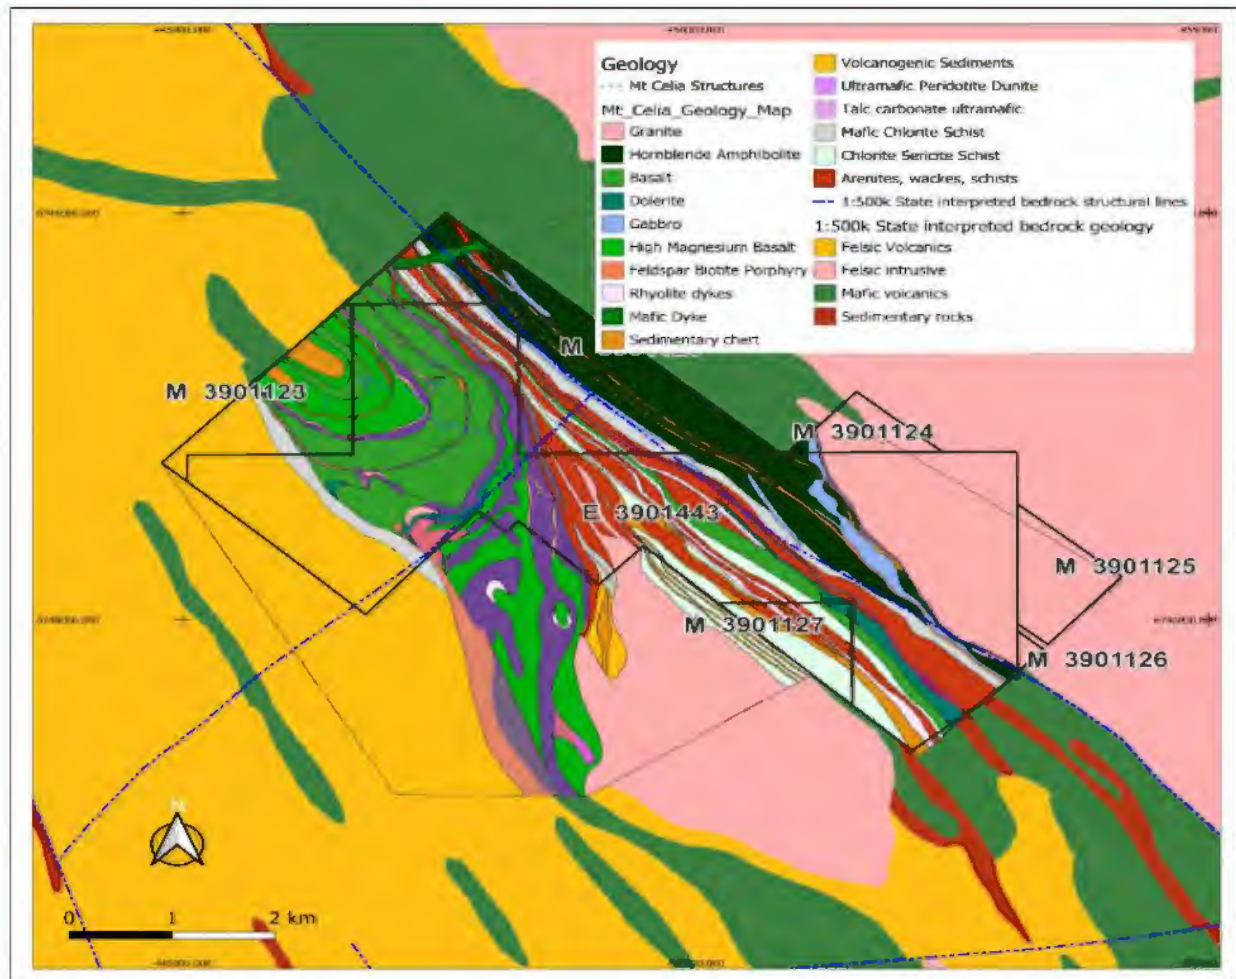 Geology
Mt Celia Structures
Mt_Celia_Geology_Map
Granite
Hornblende Amphibolite
Basalt
Dolerite
Gabbro
High Magnesium Basalt
Feldspar Biotite Porphyry
Rhyolite dykes
Mafic Dyke
Sedimentary chert
Volcanogenic Sediments
Ultramafic Peridotite Dunite
Talc carbonate ultramafic
Mafic Chlorite Schist
Chlorite Sericite Schist
Arenites, wackes, schists
1:500k State interpreted bedrock structural lines
1:500k State interpreted bedrock geology
Felsic Volcanics
Felsic intrusive
Mafic volcanics
Sedimentary rocks
M
M 3901123
M 3901124
E 3901443
M 3901125
M 3901127
M 3901126
N
0 1 2 km